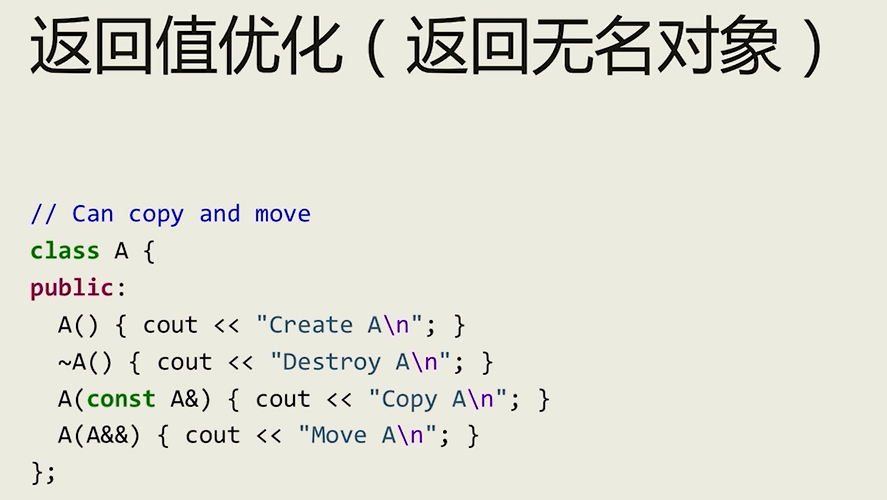 返回值优化（返回无名对象）
// Can copy and move
class A {
public:
  A() { cout << "Create A\n"; }
  ~A() { cout << "Destroy A\n"; }
  A(const A&) { cout << "Copy A\n"; }
  A(A&&) { cout << "Move A\n"; }
};